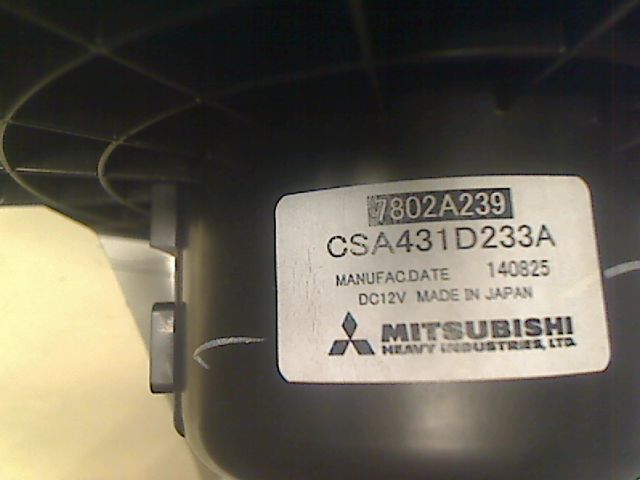 7802A239
CSA431D233A
MANUFAC.DATE 140825
DC12V MADE IN JAPAN
MITSUBISHI
HEAVY INDUSTRIES, LTD.